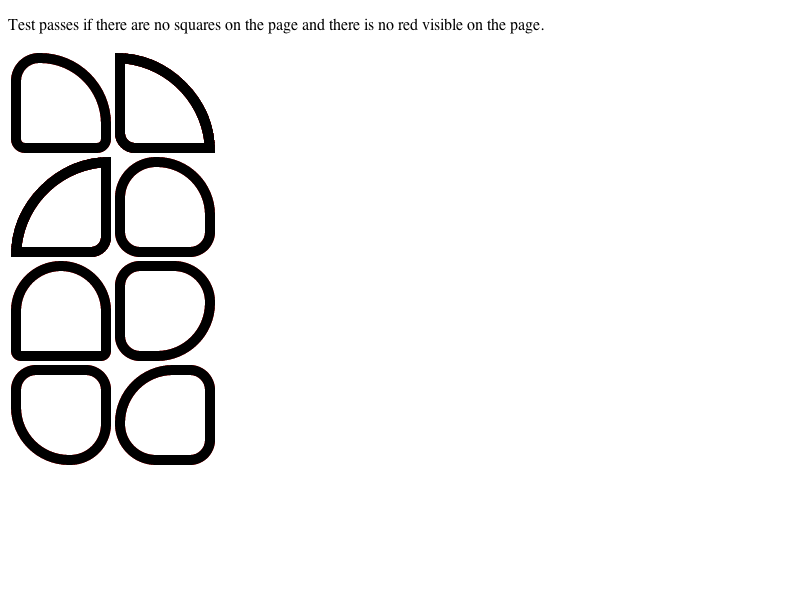 Test passes if there are no squares on the page and there is no red visible on the page.